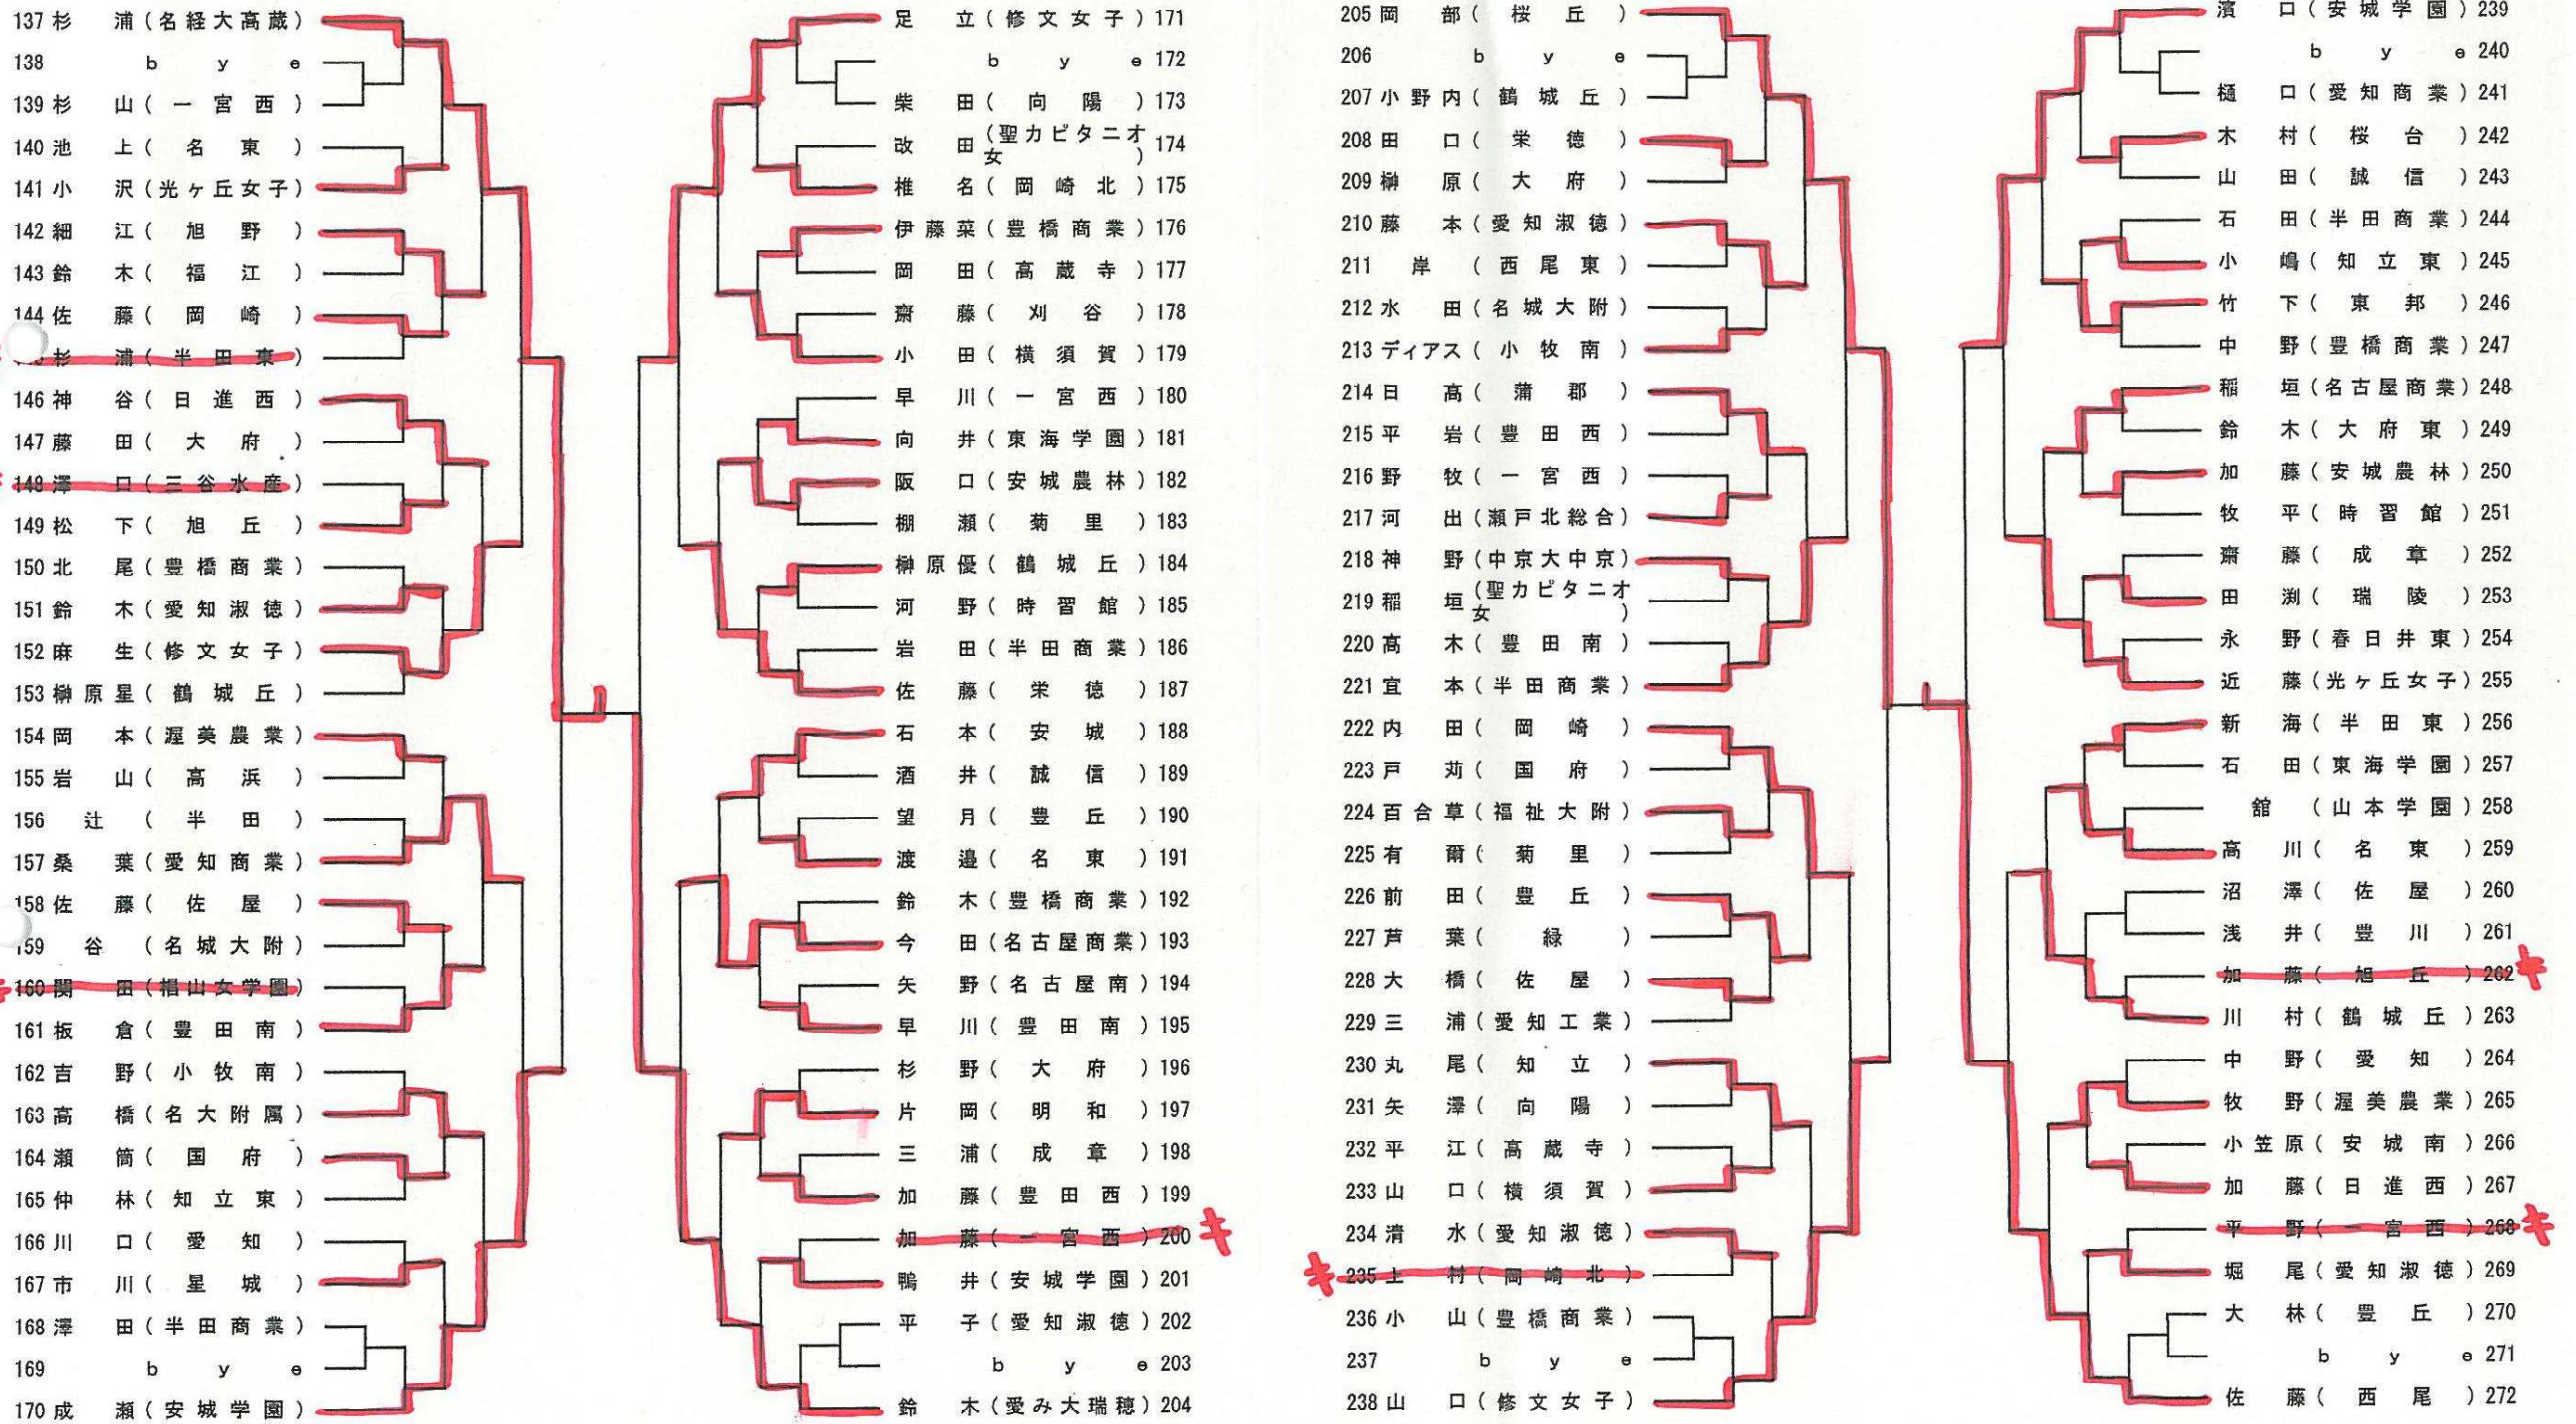 137 杉浦(名経大高蔵)
138 bye
139 杉山(一宮西)
140 池上(名東)
141 小沢(光ヶ丘女子)
142 細江(旭野)
143 鈴木(福江)
144 佐藤(岡崎)
杉浦(半田東)
146 神谷(日進西)
147 藤田(大府)
148 澤口(三谷水産)
149 松下(旭丘)
150 北尾(豊橋商業)
151 鈴木(愛知淑徳)
152 麻生(修文女子)
153 榊原星(鶴城丘)
154 岡本(渥美農業)
155 岩山(高浜)
156 辻(半田)
157 桑葉(愛知商業)
158 佐藤(佐屋)
159 谷(名城大附)
160 関田(椙山女学園)
161 板倉(豊田南)
162 吉野(小牧南)
163 高橋(名大附属)
164 瀬筒(国府)
165 仲林(知立東)
166 川口(愛知)
167 市川(星城)
168 澤田(半田商業)
169 bye
170 成瀬(安城学園)
足立(修文女子)171
bye 172
柴田(向陽)173
改田(聖カピタニオ女)174
椎名(岡崎北)175
伊藤菜(豊橋商業)176
岡田(高蔵寺)177
齋藤(刈谷)178
小田(横須賀)179
早川(一宮西)180
向井(東海学園)181
阪口(安城農林)182
棚瀬(菊里)183
榊原優(鶴城丘)184
河野(時習館)185
岩田(半田商業)186
佐藤(栄徳)187
石本(安城)188
酒井(誠信)189
望月(豊丘)190
渡邉(名東)191
鈴木(豊橋商業)192
今田(名古屋商業)193
矢野(名古屋南)194
早川(豊田南)195
杉野(大府)196
片岡(明和)197
三浦(成章)198
加藤(豊田西)199
加藤(一宮西)200
鴨井(安城学園)201
平子(愛知淑徳)202
bye 203
鈴木(愛み大瑞穂)204
205 岡部(桜丘)
206 bye
207 小野内(鶴城丘)
208 田口(栄徳)
209 榊原(大府)
210 藤本(愛知淑徳)
211 岸(西尾東)
212 水田(名城大附)
213 ディアス(小牧南)
214 日高(蒲郡)
215 平岩(豊田西)
216 野牧(一宮西)
217 河出(瀬戸北総合)
218 神野(中京大中京)
219 稲垣(聖カピタニオ女)
220 髙木(豊田南)
221 宜本(半田商業)
222 内田(岡崎)
223 戸苅(国府)
224 百合草(福祉大附)
225 有爾(菊里)
226 前田(豊丘)
227 芦葉(緑)
228 大橋(佐屋)
229 三浦(愛知工業)
230 丸尾(知立)
231 矢澤(向陽)
232 平江(高蔵寺)
233 山口(横須賀)
234 清水(愛知淑徳)
235 上村(岡崎北)
236 小山(豊橋商業)
237 bye
238 山口(修文女子)
濱口(安城学園)239
bye 240
樋口(愛知商業)241
木村(桜台)242
山田(誠信)243
石田(半田商業)244
小嶋(知立東)245
竹下(東邦)246
中野(豊橋商業)247
稲垣(名古屋商業)248
鈴木(大府東)249
加藤(安城農林)250
牧平(時習館)251
齋藤(成章)252
田渕(瑞陵)253
永野(春日井東)254
近藤(光ヶ丘女子)255
新海(半田東)256
石田(東海学園)257
舘(山本学園)258
高川(名東)259
沼澤(佐屋)260
浅井(豊川)261
加藤(旭丘)262
川村(鶴城丘)263
中野(愛知)264
牧野(渥美農業)265
小笠原(安城南)266
加藤(日進西)267
平野(一宮西)268
堀尾(愛知淑徳)269
大林(豊丘)270
bye 271
佐藤(西尾)272